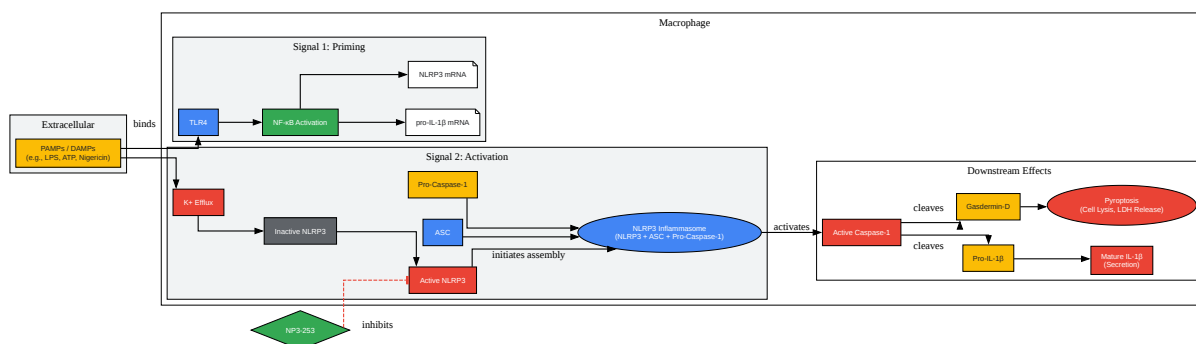 Macrophage
Signal 1: Priming
NLRP3 mRNA
TLR4
NF-κB Activation
pro-IL-1β mRNA
Extracellular
binds
PAMPs / DAMPs
(e.g., LPS, ATP, Nigericin)
Signal 2: Activation
Pro-Caspase-1
K+ Efflux
Inactive NLRP3
ASC
NLRP3 Inflammasome
(NLRP3 + ASC + Pro-Caspase-1)
initiates assembly
Active NLRP3
activates
Downstream Effects
Active Caspase-1
cleaves
Gasdermin-D
Pyroptosis
(Cell Lysis, LDH Release)
cleaves
Pro-IL-1β
Mature IL-1β
(Secretion)
NP3-253
inhibits